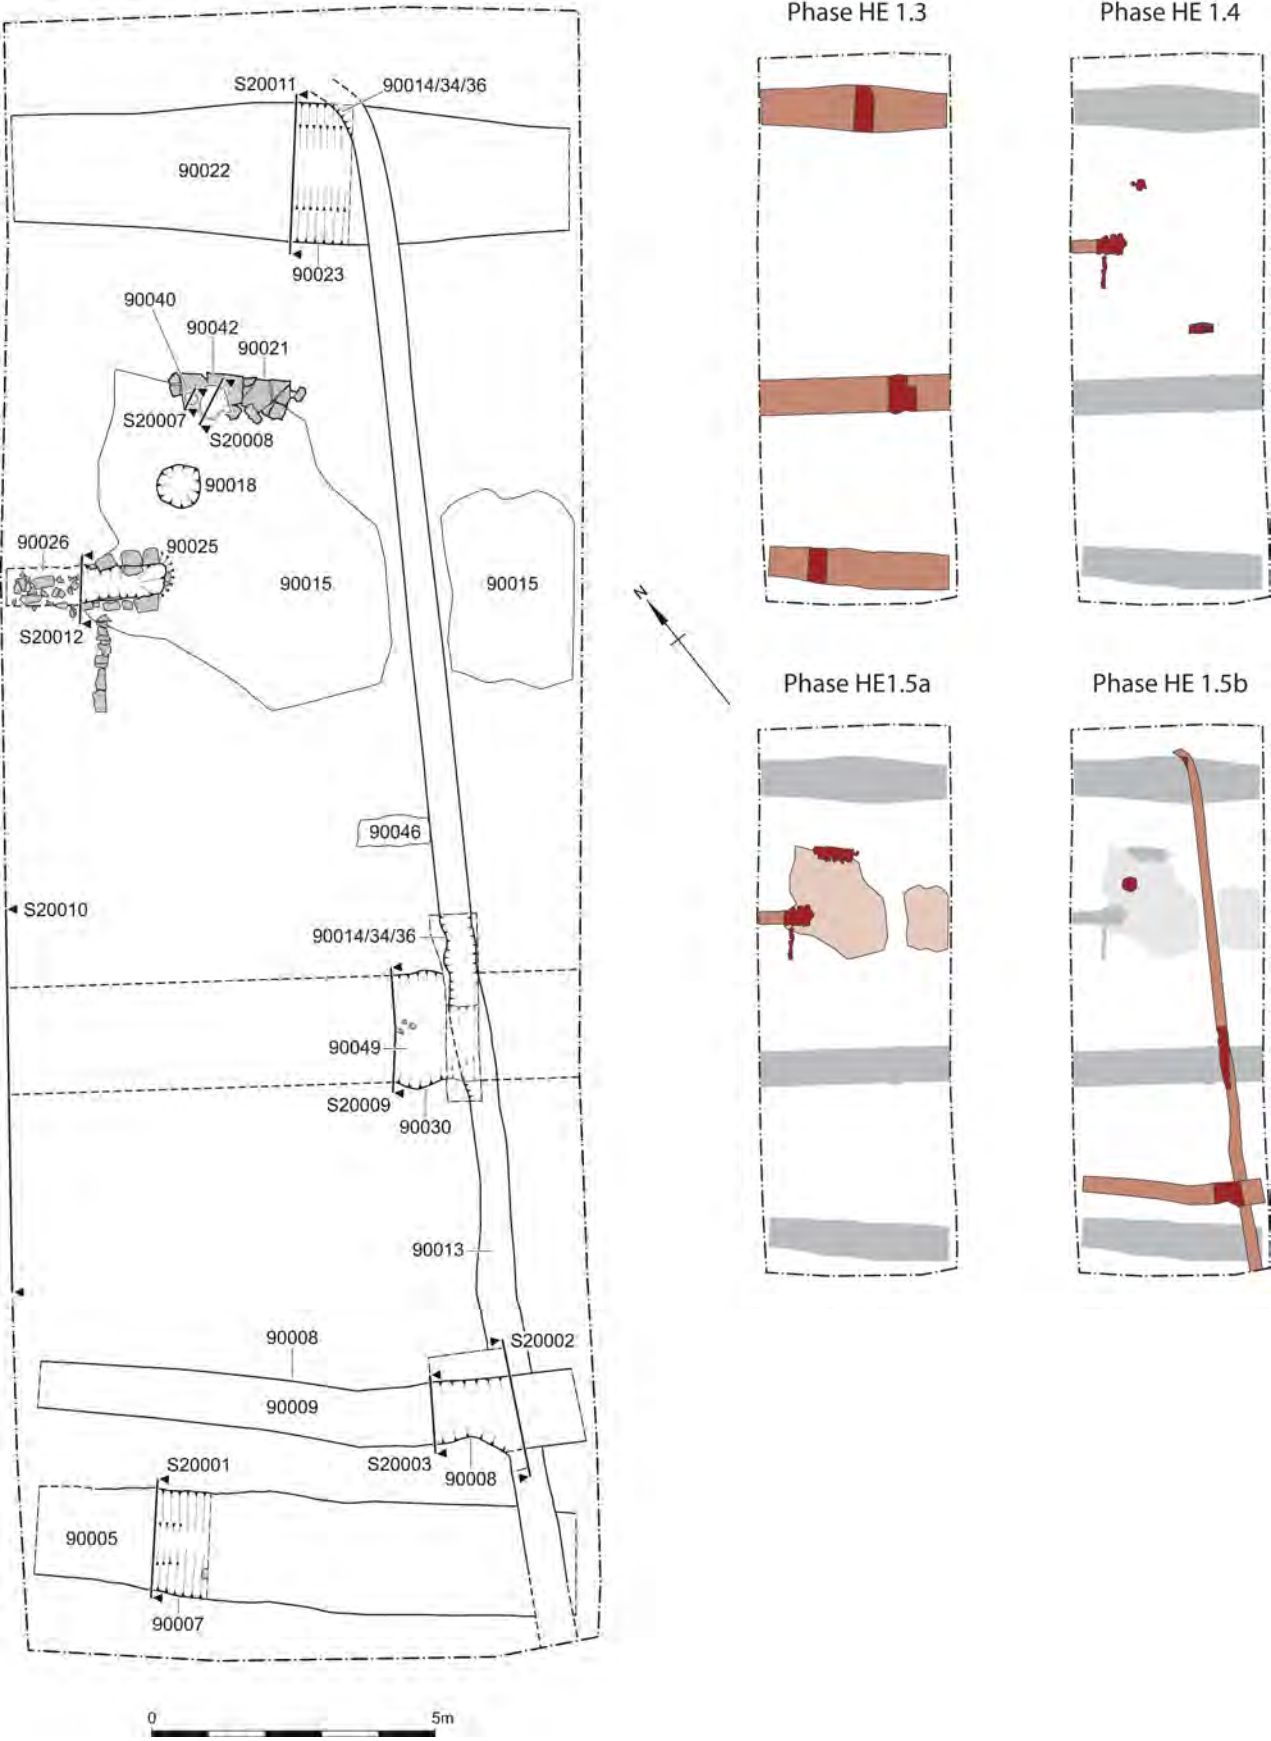 Phase HE 1.3
Phase HE 1.4
S20011
90014/34/36
90022
90023
90040
90042
90021
S20007
S20008
90018
90026
90025
90015
90015
S20012
N
Phase HE1.5a
Phase HE 1.5b
90046
S20010
90014/34/36
90049
S20009
90030
90013
90008
S20002
90009
S20003
90008
S20001
90005
90007
0
5m